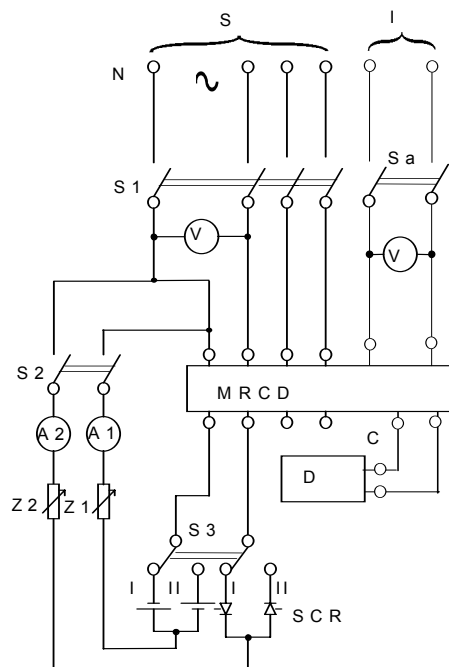 S I
N
S a
S 1
V V
S 2
M R C D
A 2 A 1
C
D
Z 2 Z 1
S 3
I II I II
S C R